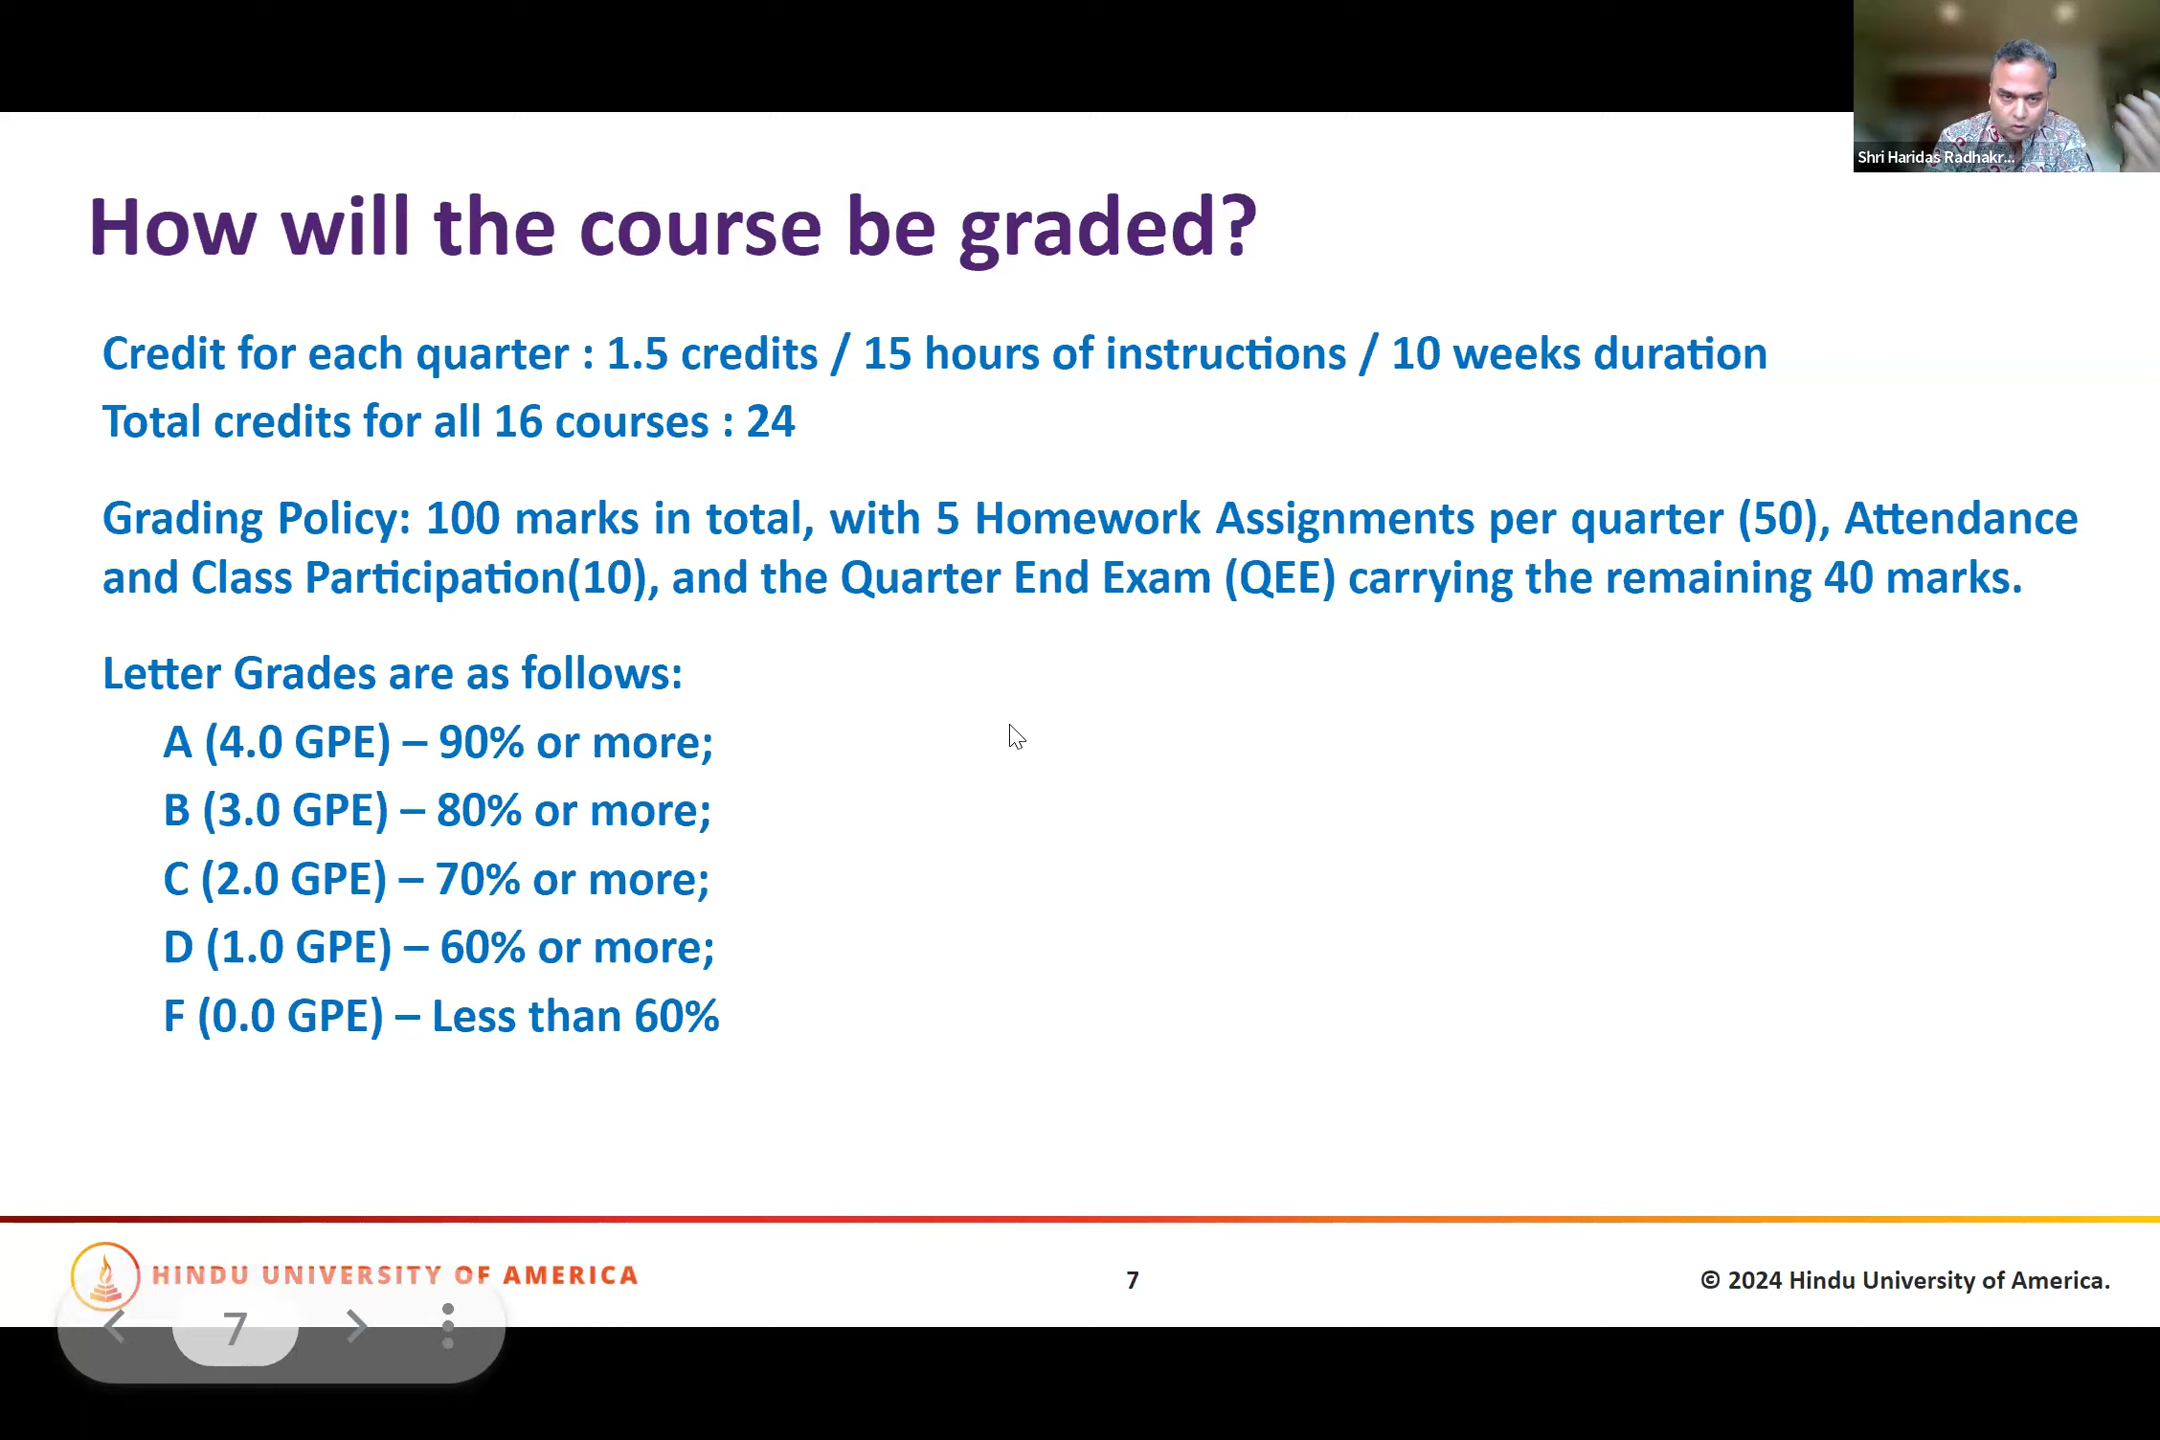 Shri Haridas Radhakr...
How will the course be graded?
Credit for each quarter : 1.5 credits / 15 hours of instructions / 10 weeks duration
Total credits for all 16 courses : 24
Grading Policy: 100 marks in total, with 5 Homework Assignments per quarter (50), Attendance
and Class Participation(10), and the Quarter End Exam (QEE) carrying the remaining 40 marks.
Letter Grades are as follows:
A (4.0 GPE) – 90% or more;
B (3.0 GPE) – 80% or more;
C (2.0 GPE) – 70% or more;
D (1.0 GPE) – 60% or more;
F (0.0 GPE) – Less than 60%
HINDU UNIVERSITY OF AMERICA
7
© 2024 Hindu University of America.
7